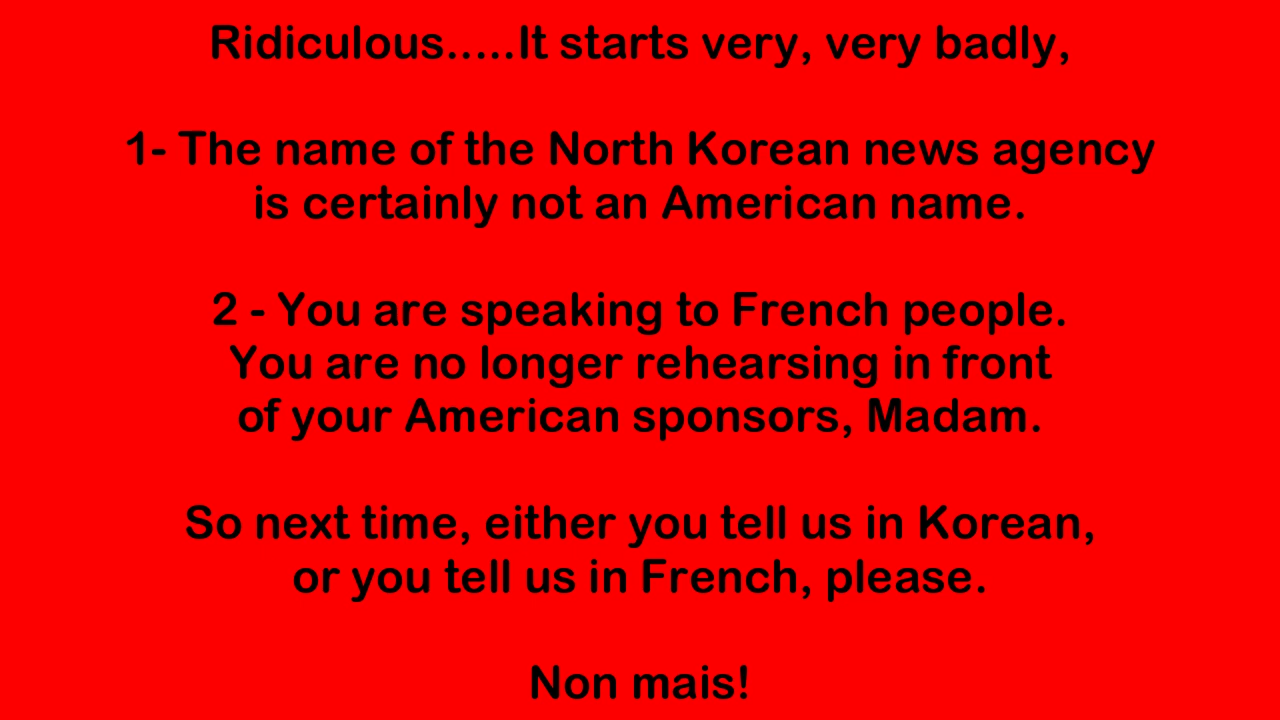 Ridiculous.....It starts very, very badly,
1- The name of the North Korean news agency
is certainly not an American name.
2 - You are speaking to French people.
You are no longer rehearsing in front
of your American sponsors, Madam.
So next time, either you tell us in Korean,
or you tell us in French, please.
Non mais!